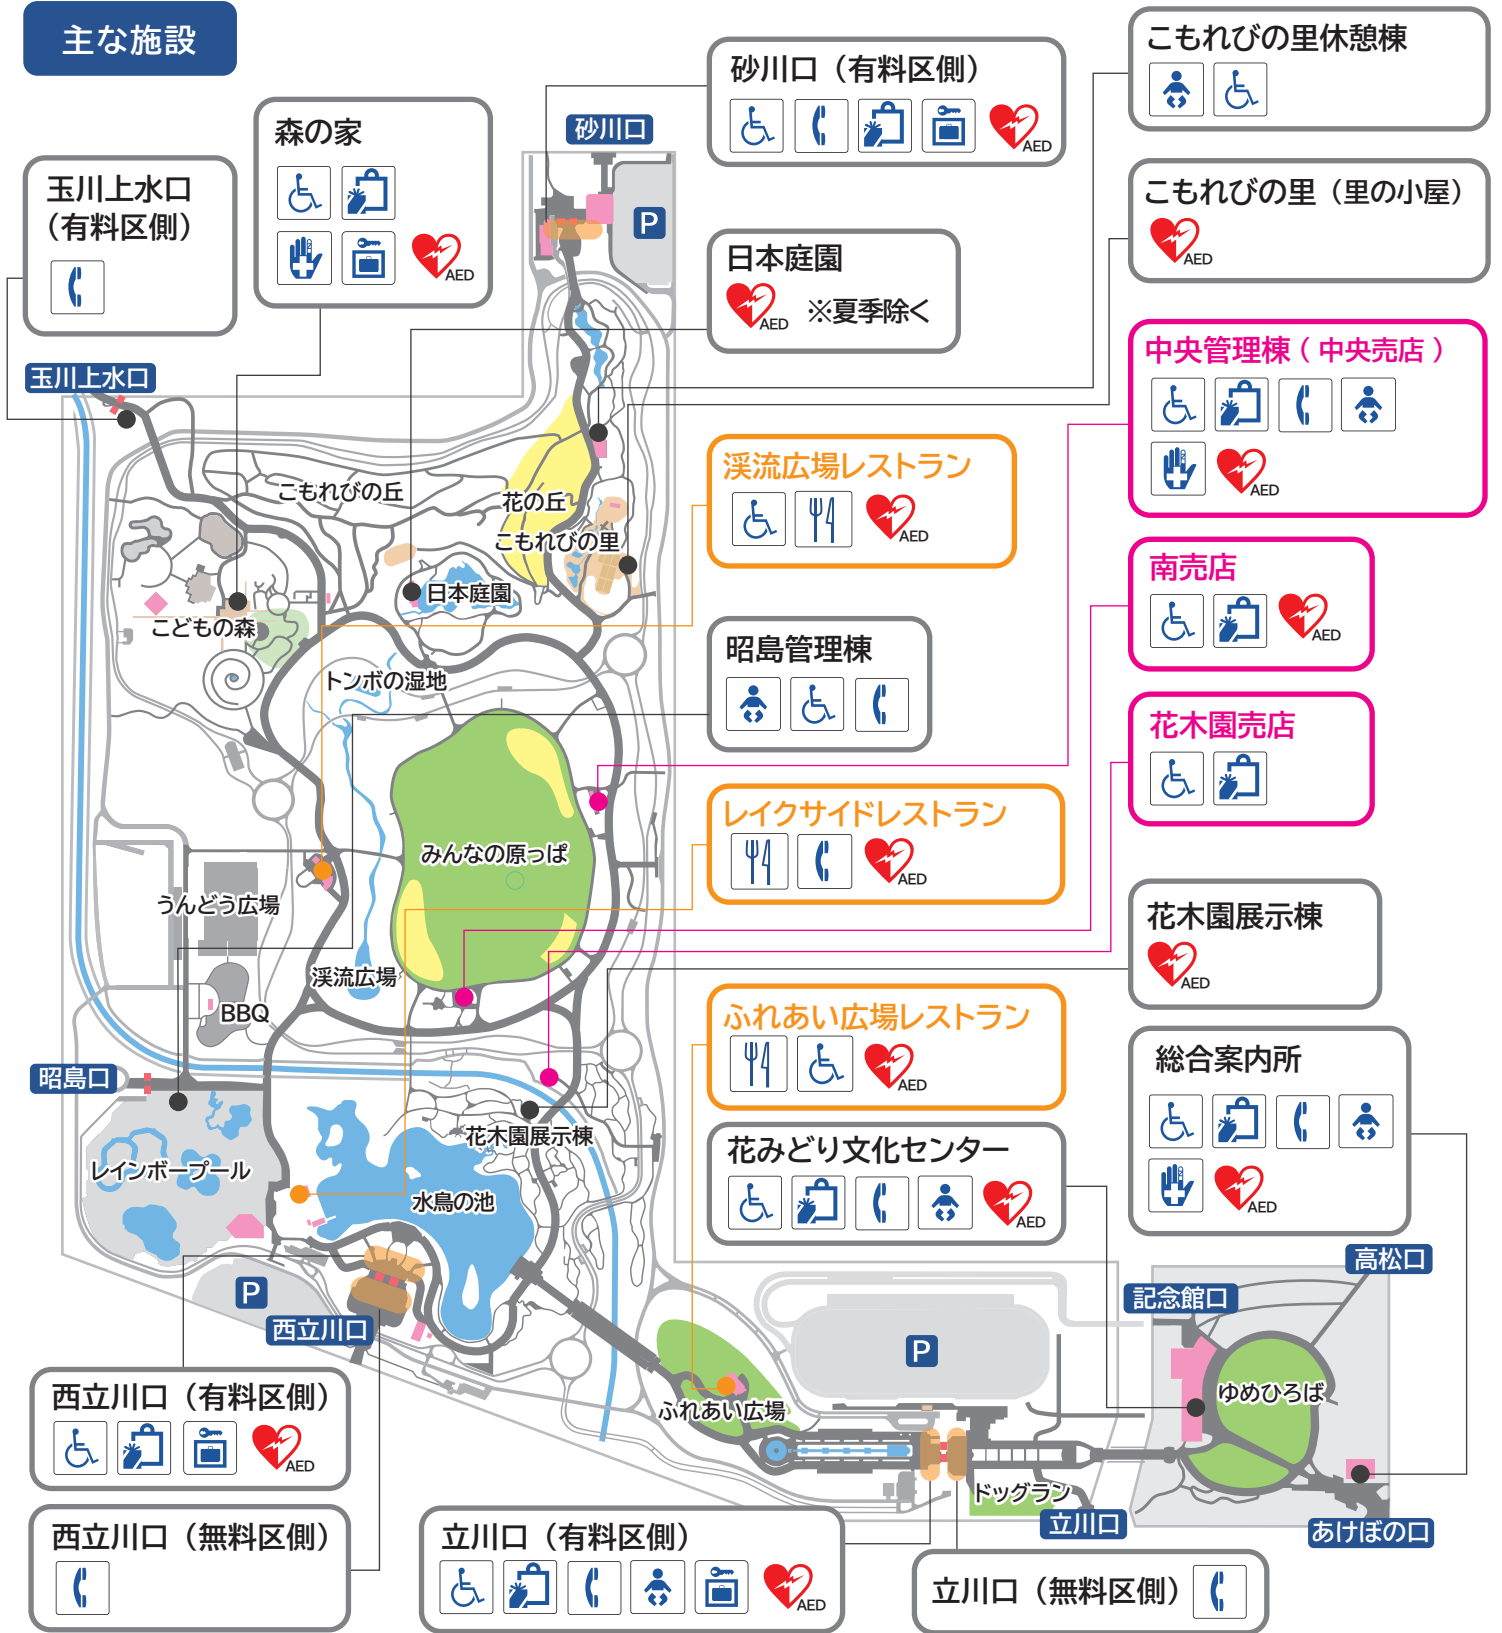 主な施設
玉川上水口
（有料区側）
森の家
AED
砂川口
砂川口（有料区側）
AED
こもれびの里休憩棟
こもれびの里（里の小屋）
AED
日本庭園
AED ※夏季除く
中央管理棟（中央売店）
AED
玉川上水口
渓流広場レストラン
AED
南売店
AED
昭島管理棟
花木園売店
レイクサイドレストラン
AED
花木園展示棟
AED
ふれあい広場レストラン
AED
総合案内所
AED
花みどり文化センター
AED
P
こもれびの丘
花の丘
こもれびの里
日本庭園
こどもの森
トンボの湿地
みんなの原っぱ
うんどう広場
渓流広場
BBQ
昭島口
レインボープール
花木園展示棟
水鳥の池
P
西立川口
高松口
記念館口
P
ゆめひろば
ふれあい広場
ドッグラン
立川口
あけぼの口
西立川口（有料区側）
AED
西立川口（無料区側）
立川口（有料区側）
AED
立川口（無料区側）